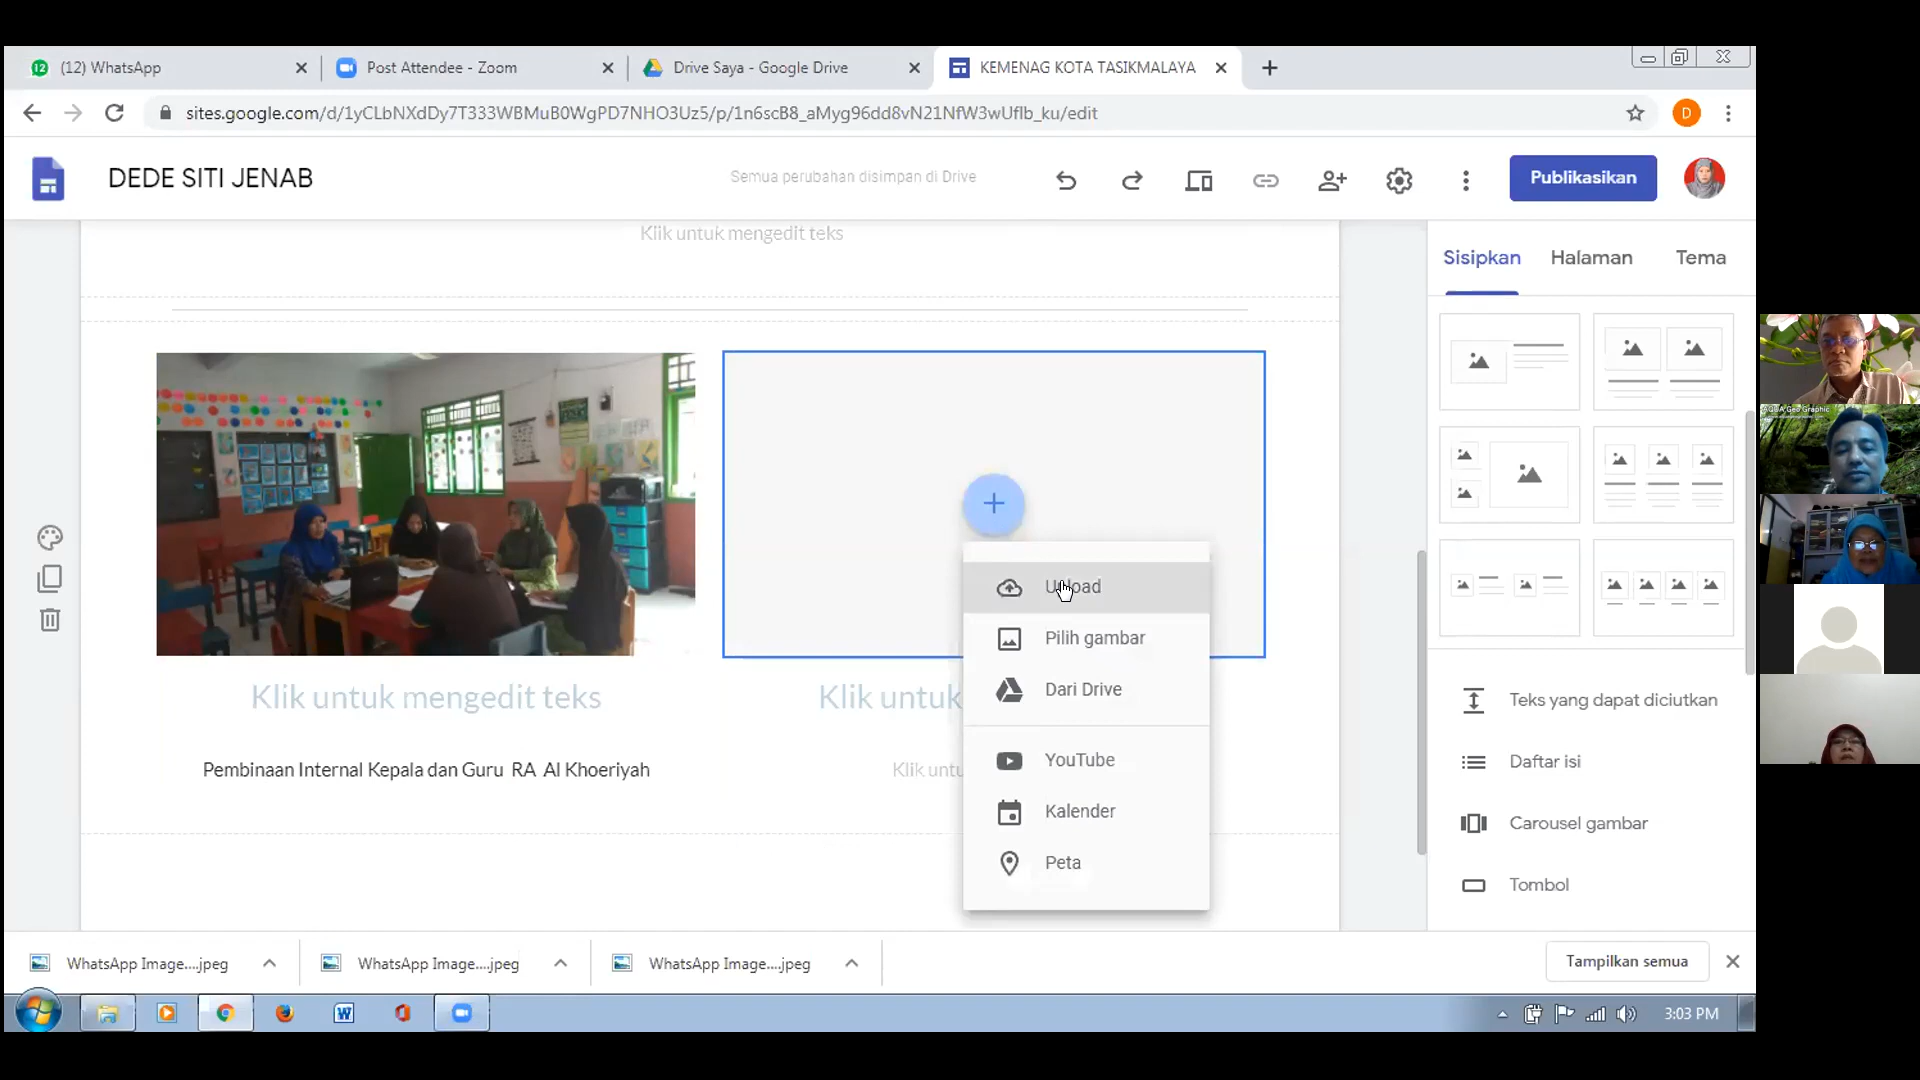 (12) WhatsApp
Post Attendee - Zoom
Drive Saya - Google Drive
KEMENAG KOTA TASIKMALAYA
sites.google.com/d/1yCLbNXdDy7T333WBMuB0WgPD7NHO3Uz5/p/1n6scB8_aMyg96dd8vN21NfW3wUflb_ku/edit
D
DEDE SITI JENAB
Semua perubahan disimpan di Drive
Publikasikan
Klik untuk mengedit teks
Sisipkan
Halaman
Tema
Upload
Pilih gambar
Dari Drive
YouTube
Kalender
Peta
Klik untuk mengedit teks
Klik untuk
Pembinaan Internal Kepala dan Guru RA Al Khoeriyah
Klik untu
Teks yang dapat diciutkan
Daftar isi
Carousel gambar
Tombol
WhatsApp Image....jpeg
WhatsApp Image....jpeg
WhatsApp Image....jpeg
Tampilkan semua
3:03 PM